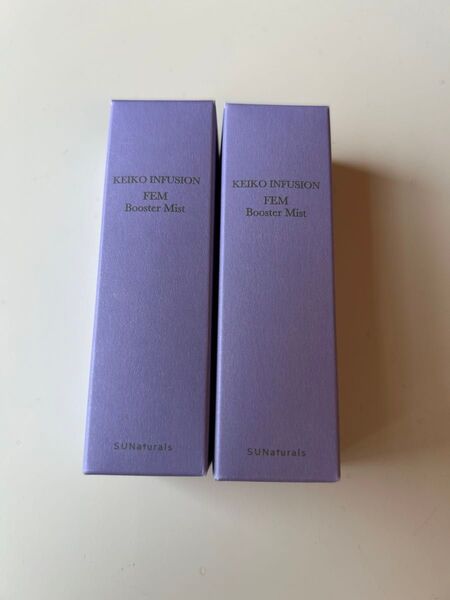 KEIKO INFUSION
FEM
Booster Mist
SUNaturals
KEIKO INFUSION
FEM
Booster Mist
SUNaturals